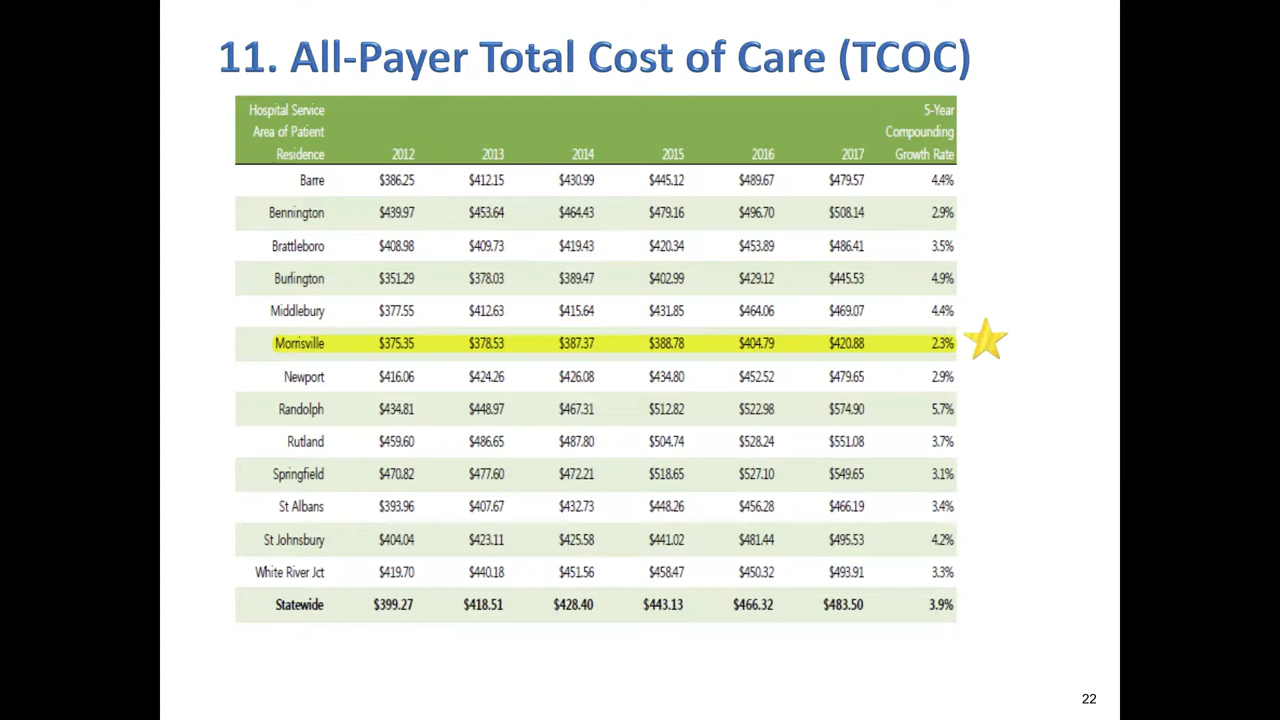 11. All-Payer Total Cost of Care (TCOC)
Hospital Service 5-Year
Area of Patient Compounding
Residence 2012 2013 2014 2015 2016 2017 Growth Rate
Barre $386.25 $412.15 $430.99 $445.12 $489.67 $479.57 4.4%
Bennington $439.97 $453.64 $464.43 $479.16 $496.70 $508.14 2.9%
Brattleboro $408.98 $409.73 $419.43 $420.34 $453.89 $486.41 3.5%
Burlington $351.29 $378.03 $389.47 $402.99 $429.12 $445.53 4.9%
Middlebury $377.55 $412.63 $415.64 $431.85 $464.06 $469.07 4.4%
Morrisville $375.35 $378.53 $387.37 $388.78 $404.79 $420.88 2.3%
Newport $416.06 $424.26 $426.08 $434.80 $452.52 $479.65 2.9%
Randolph $434.81 $448.97 $467.31 $512.82 $522.98 $574.90 5.7%
Rutland $459.60 $486.65 $487.80 $504.74 $528.24 $551.08 3.7%
Springfield $470.82 $477.60 $472.21 $518.65 $527.10 $549.65 3.1%
St Albans $393.96 $407.67 $432.73 $448.26 $456.28 $466.19 3.4%
St Johnsbury $404.04 $423.11 $425.58 $441.02 $481.44 $495.53 4.2%
White River Jct $419.70 $440.18 $451.56 $458.47 $450.32 $493.91 3.3%
Statewide $399.27 $418.51 $428.40 $443.13 $466.32 $483.50 3.9%
22